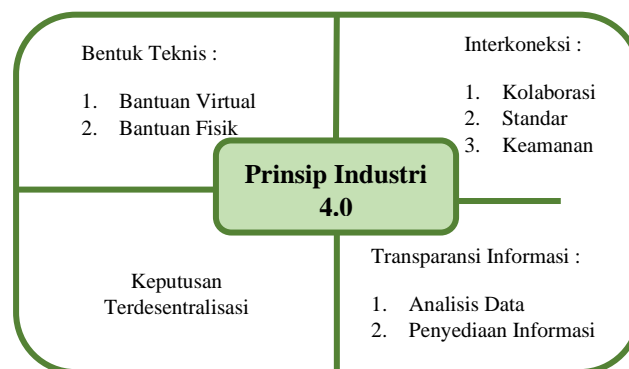 Bentuk Teknis :
1. Bantuan Virtual
2. Bantuan Fisik
Interkoneksi :
1. Kolaborasi
2. Standar
3. Keamanan
Prinsip Industri
4.0
Keputusan
Terdesentralisasi
Transparansi Informasi :
1. Analisis Data
2. Penyediaan Informasi